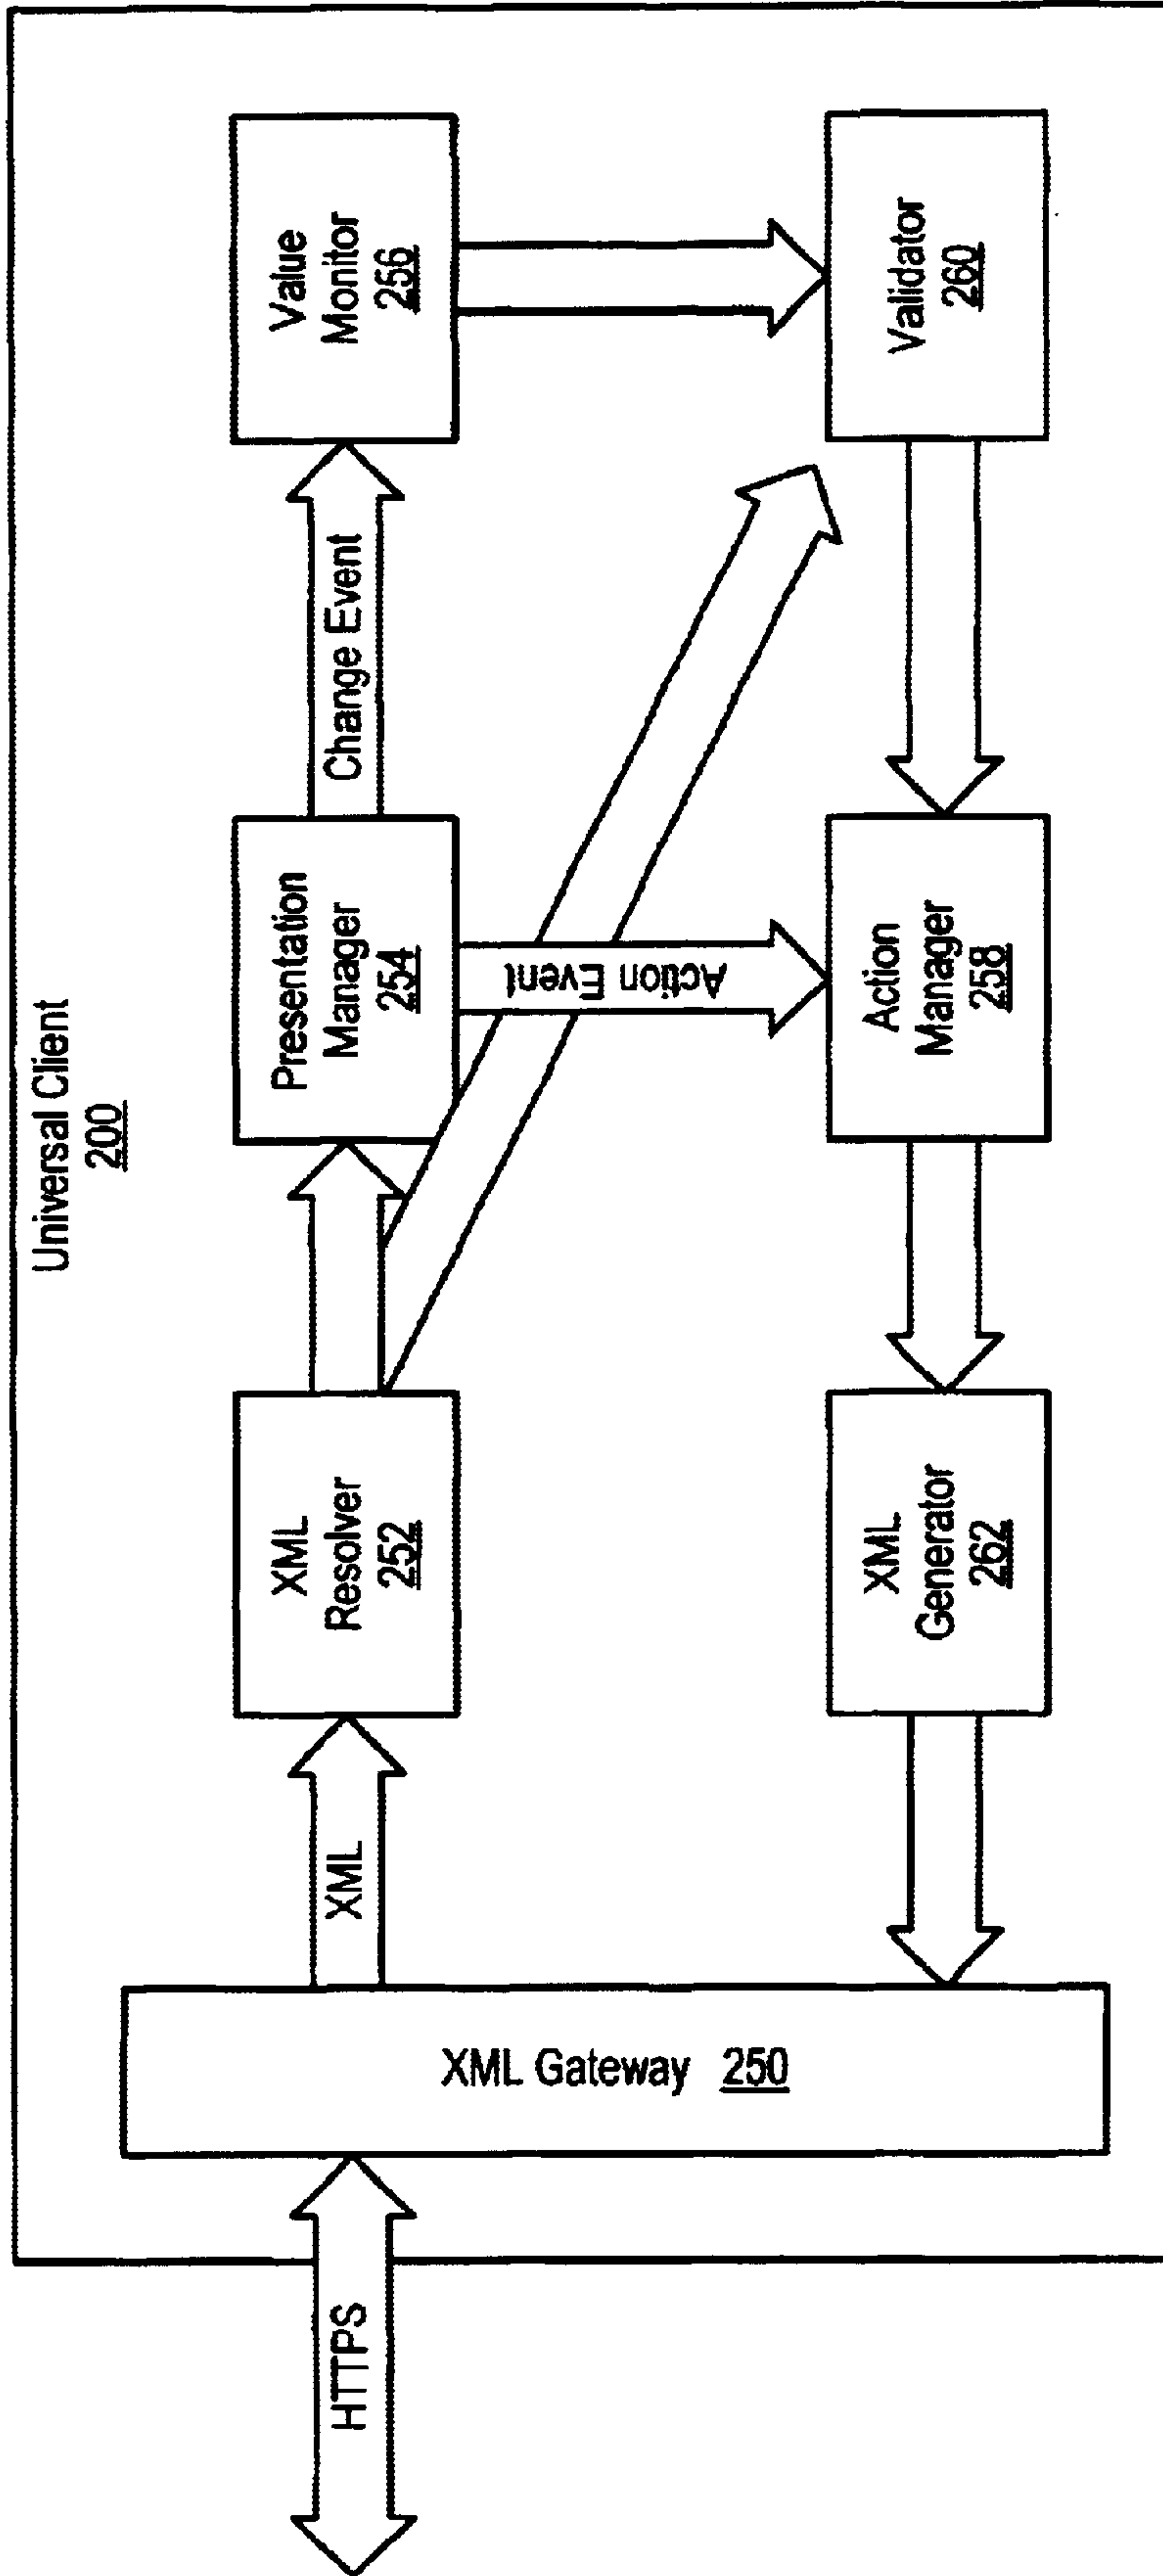 Universal Client
200
HTTPS
XML Gateway 250
XML
XML
Resolver
252
Presentation
Manager
254
Change Event
Value
Monitor
256
Action Event
XML
Generator
262
Action
Manager
258
Validator
260